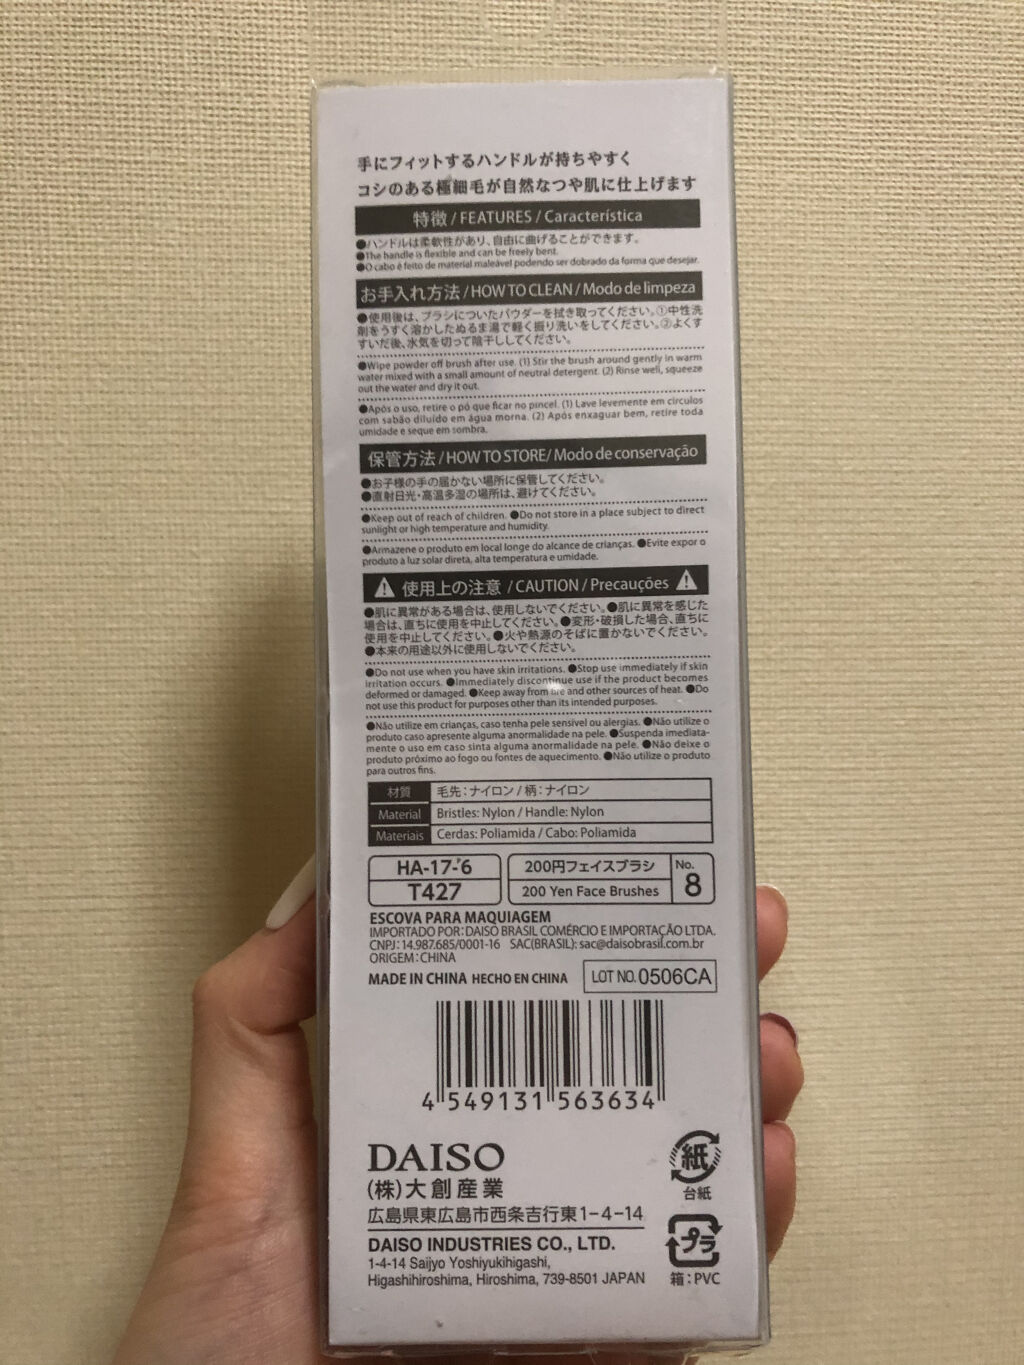 手にフィットするハンドルが持ちやすく
コシのある極細毛が自然なつや肌に仕上げます
特徴 / FEATURES / Característica
●ハンドルは柔軟性があり、自由に曲げることができます。
●The handle is flexible and can be freely bent.
●O cabo é feito de material maleável podendo ser dobrado da forma que desejar.
お手入れ方法 / HOW TO CLEAN / Modo de limpeza
●使用後は、ブラシについたパウダーを拭き取ってください。①中性洗
剤をうすく溶かしたぬるま湯で軽く振り洗いをしてください。②よくす
すいだ後、水気を切って陰干ししてください。
●Wipe powder off brush after use. (1) Stir the brush around gently in warm
water mixed with a small amount of neutral detergent. (2) Rinse well, squeeze
out the water and dry it out.
●Após o uso, retire o pó que ficar no pincel. (1) Lave levemente em círculos
com sabão diluído em água morna. (2) Após enxaguar bem, retire toda
umidade e seque em sombra.
保管方法 / HOW TO STORE/ Modo de conservação
●お子様の手の届かない場所に保管してください。
●直射日光・高温多湿の場所は、避けてください。
●Keep out of reach of children. ●Do not store in a place subject to direct
sunlight or high temperature and humidity.
●Armazene o produto em local longe do alcance de crianças. ●Evite expor o
produto a luz solar direta, alta temperatura e umidade.
使用上の注意 / CAUTION / Precauções
●肌に異常がある場合は、使用しないでください。●肌に異常を感じた
場合は、直ちに使用を中止してください。●変形・破損した場合、直ちに
使用を中止してください。●火や熱源のそばに置かないでください。
●本来の用途以外に使用しないでください。
●Do not use when you have skin irritations. ●Stop use immediately if skin
irritation occurs. ●Immediately discontinue use if the product becomes
deformed or damaged. ●Keep away from fire and other sources of heat. ●Do
not use this product for purposes other than its intended purposes.
●Não utilize em crianças, caso tenha pele sensível ou alergias. ●Não utilize o
produto caso apresente alguma anormalidade na pele. ●Suspenda imediata-
mente o uso em caso sinta alguma anormalidade na pele. ●Não deixe o
produto próximo ao fogo ou fontes de aquecimento. ●Não utilize o produto
para outros fins.
材質 毛先：ナイロン / 柄：ナイロン
Material Bristles: Nylon / Handle: Nylon
Materiais Cerdas: Poliamida / Cabo: Poliamida
HA-17-6 200円フェイスブラシ No.
T427 200 Yen Face Brushes 8
ESCOVA PARA MAQUIAGEM
IMPORTADO POR: DAISO BRASIL COMÉRCIO E IMPORTAÇÃO LTDA.
CNPJ: 14.987.685/0001-16 SAC(BRASIL): sac@daisobrasil.com.br
ORIGEM: CHINA
MADE IN CHINA HECHO EN CHINA LOT NO. 0506CA
4 549131 563634
DAISO
(株)大創産業
広島県東広島市西条吉行東1-4-14
DAISO INDUSTRIES CO., LTD.
1-4-14 Saijyo Yoshiyukihigashi,
Higashihiroshima, Hiroshima, 739-8501 JAPAN
紙
台紙
プラ
箱：PVC